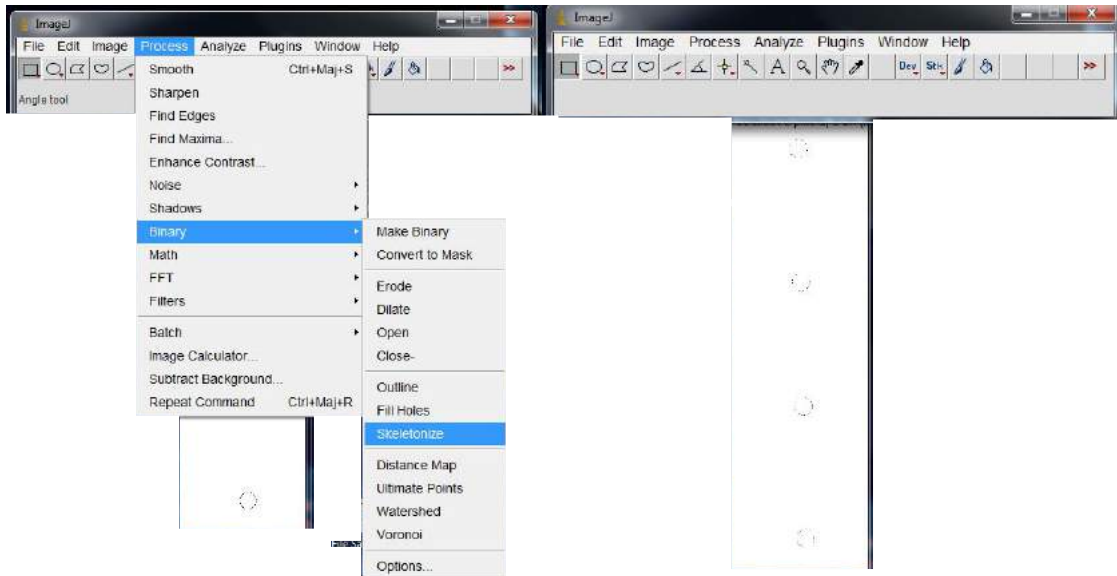 ImageJ
File Edit Image Process Analyze Plugins Window Help
Angle tool
Smooth Ctrl+Maj+S
Sharpen
Find Edges
Find Maxima...
Enhance Contrast...
Noise
Shadows
Binary
Math
FFT
Filters
Batch
Image Calculator...
Subtract Background...
Repeat Command Ctrl+Maj+R
Make Binary
Convert to Mask
Erode
Dilate
Open
Close-
Outline
Fill Holes
Skeletonize
Distance Map
Ultimate Points
Watershed
Voronoi
Options...
ImageJ
File Edit Image Process Analyze Plugins Window Help
A Dev Stk